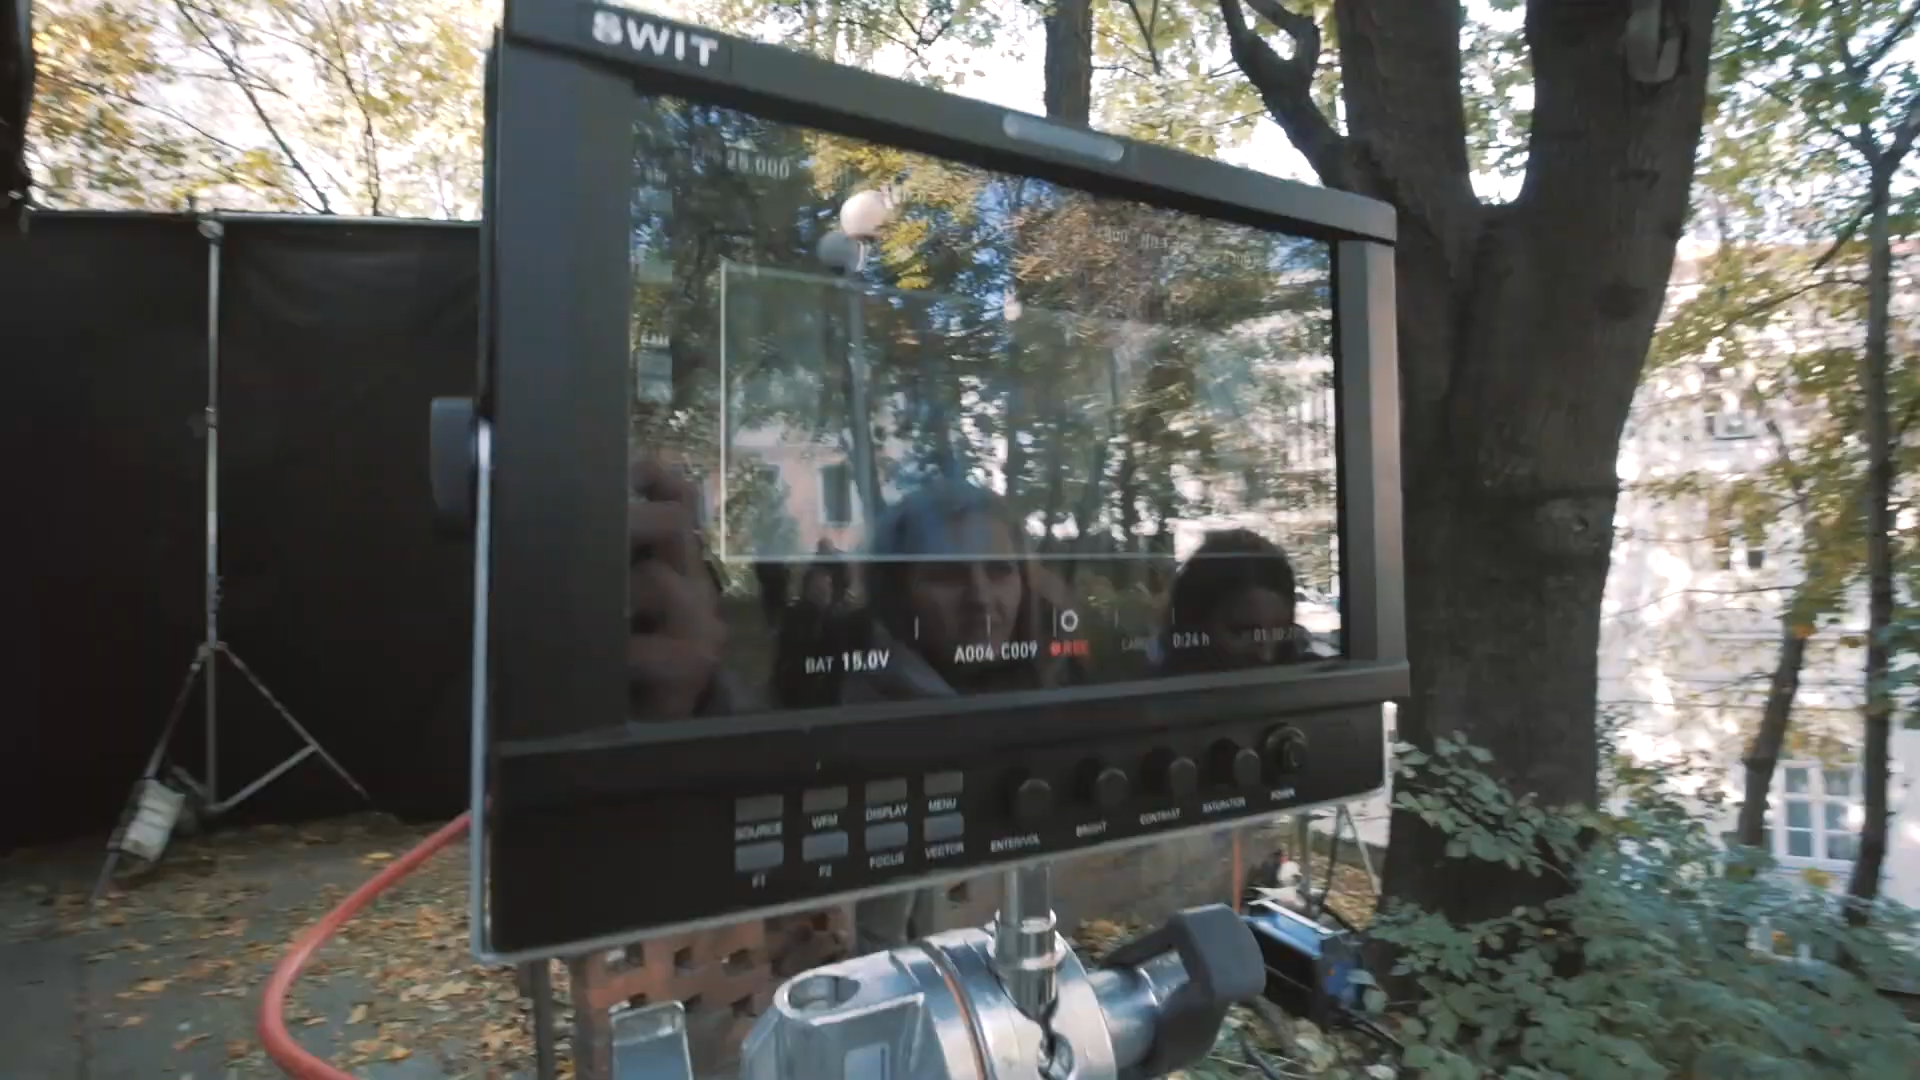 SWIT
BAT 15.0V
A004 C009
REC
0:24 h
SOURCE
WFM
DISPLAY
MENU
F1
F2
FOCUS
VECTOR
ENTER/VOL
BRIGHT
CONTRAST
SATURATION
POWER